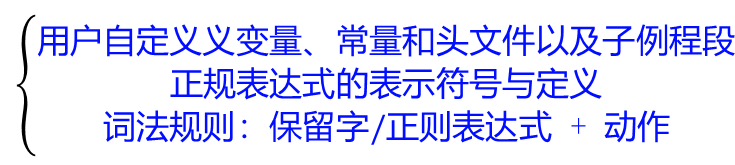 用户自定义义变量、常量和头文件以及子例程段
正规表达式的表示符号与定义
词法规则：保留字/正则表达式 + 动作